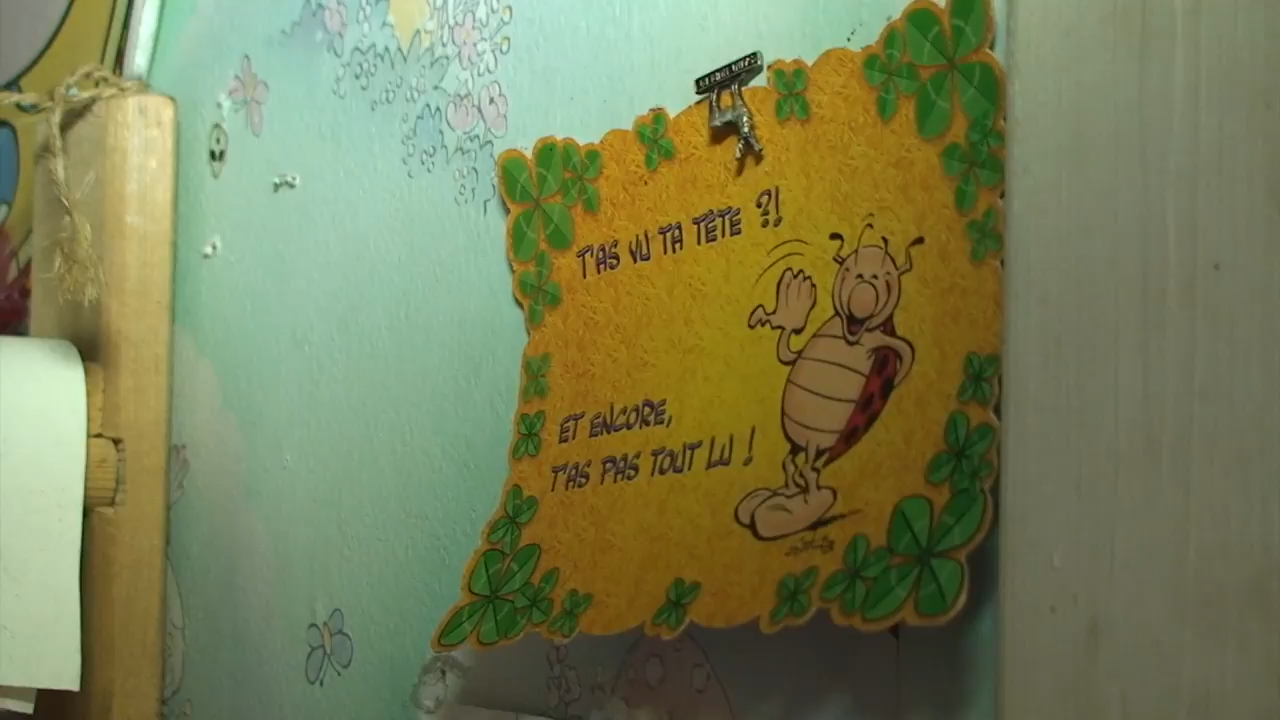 T'AS VU TA TÊTE ?!
ET ENCORE,
T'AS PAS TOUT LU !